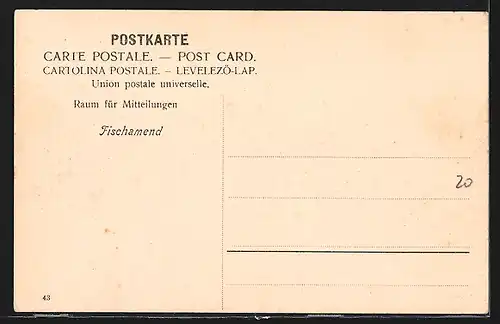 POSTKARTE
CARTE POSTALE. — POST CARD.
CARTOLINA POSTALE. – LEVELEZŐ-LAP.
Union postale universelle.
Raum für Mitteilungen
Fischamend
20
43